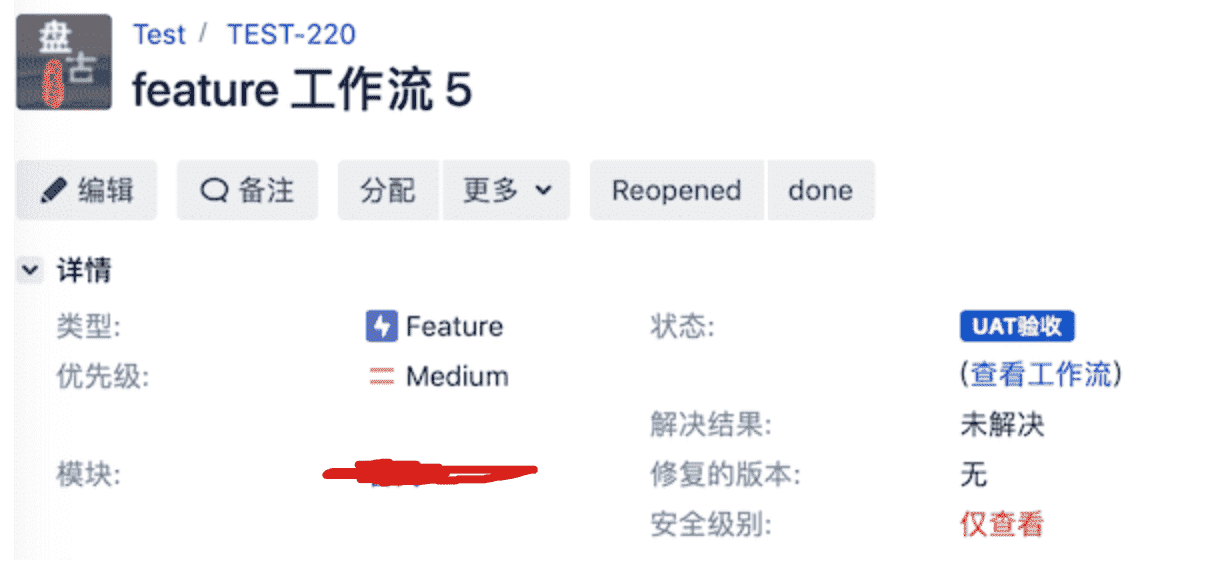 盘
古
Test / TEST-220
feature 工作流 5
编辑 备注 分配 更多 Reopened done
详情
类型: Feature 状态: UAT验收
优先级: Medium (查看工作流)
解决结果: 未解决
模块: 修复的版本: 无
安全级别: 仅查看